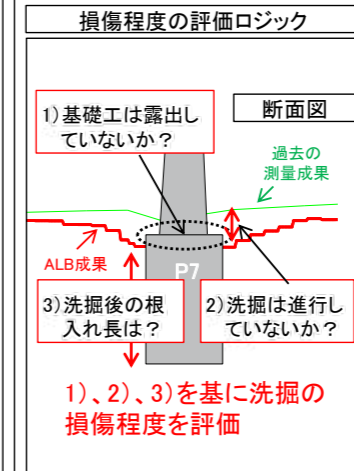 損傷程度の評価ロジック
1)基礎工は露出し
ていないか？
断面図
過去の
測量成果
ALB成果
P7
3)洗掘後の根
入れ長は？
2)洗掘は進行し
ていないか？
1)、2)、3)を基に洗掘の
損傷程度を評価